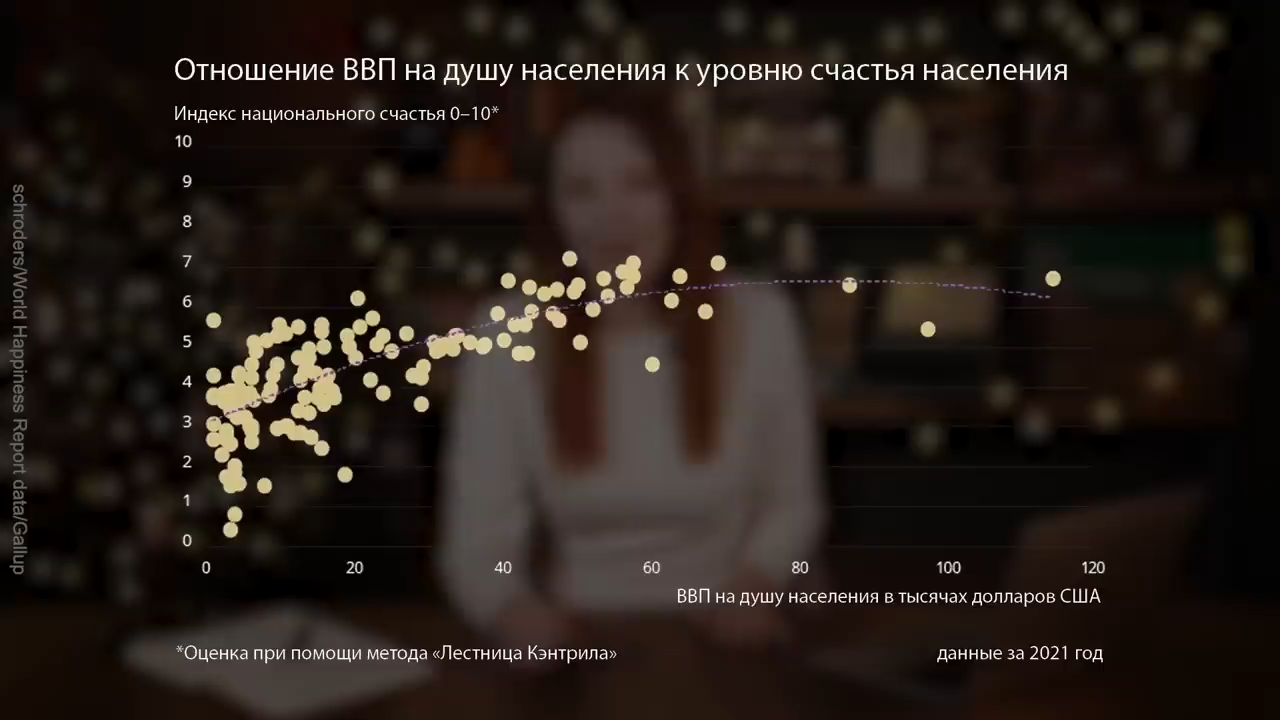 Отношение ВВП на душу населения к уровню счастья населения
Индекс национального счастья 0–10*
10
9
8
7
6
5
4
3
2
1
0
0 20 40 60 80 100 120
ВВП на душу населения в тысячах долларов США
*Оценка при помощи метода «Лестница Кэнтрила»
данные за 2021 год
schroders/World Happiness Report data/Gallup